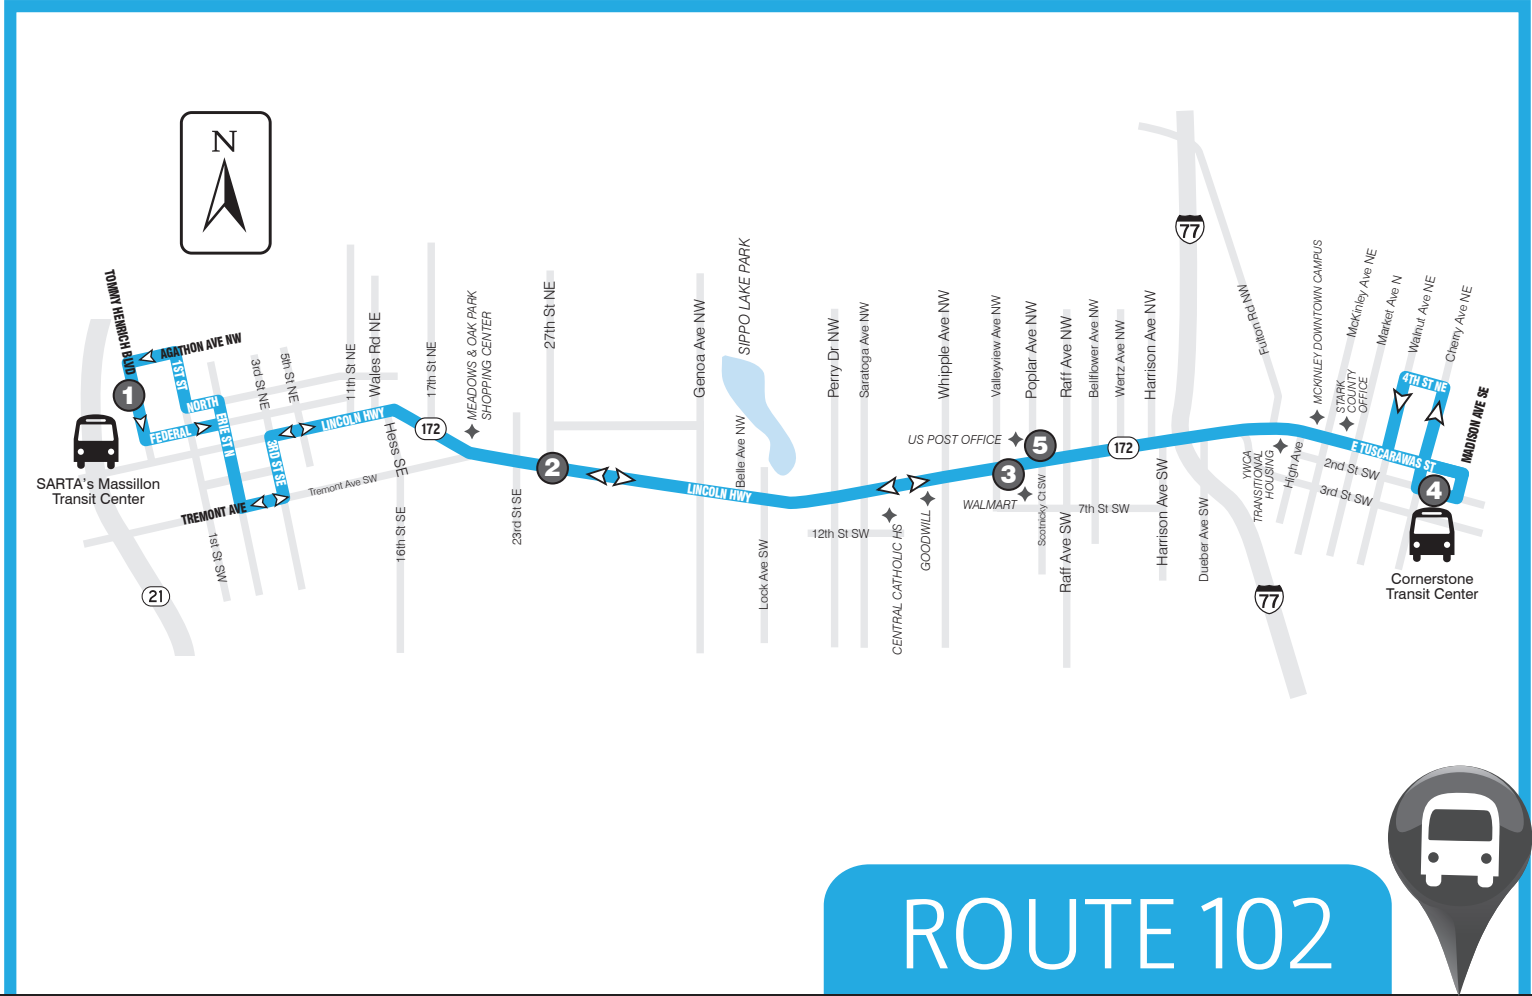 N
TOMMY HENRICH BLVD
AGATHON AVE NW
1ST ST
NORTH
1
FEDERAL
ERIE ST N
SARTA's Massillon
Transit Center
TREMONT AVE
3RD ST SE
3rd St NE
5th St NE
LINCOLN HWY
11th St NE
Wales Rd NE
17th St NE
172
Hess SE
Tremont Ave SW
1st St SW
21
16th St SE
MEADOWS & OAK PARK
SHOPPING CENTER
23rd St SE
27th St NE
2
Genoa Ave NW
SIPPO LAKE PARK
LINCOLN HWY
Belle Ave NW
Lock Ave SW
Perry Dr NW
Saratoga Ave NW
12th St SW
CENTRAL CATHOLIC HS
GOODWILL
Whipple Ave NW
US POST OFFICE
Valleyview Ave NW
Poplar Ave NW
5
3
WALMART
Scotnicky Ct SW
Raff Ave NW
Raff Ave SW
Bellflower Ave NW
Wertz Ave NW
Harrison Ave NW
172
7th St SW
Harrison Ave SW
Dueber Ave SW
77
Fulton Rd NW
77
YWCA
TRANSITIONAL
HOUSING
High Ave
MCKINLEY DOWNTOWN CAMPUS
STARK
COUNTY
OFFICE
McKinley Ave NE
Market Ave N
Walnut Ave NE
Cherry Ave NE
4TH ST NE
E TUSCARAWAS ST
MADISON AVE SE
2nd St SW
3rd St SW
4
Cornerstone
Transit Center
ROUTE 102